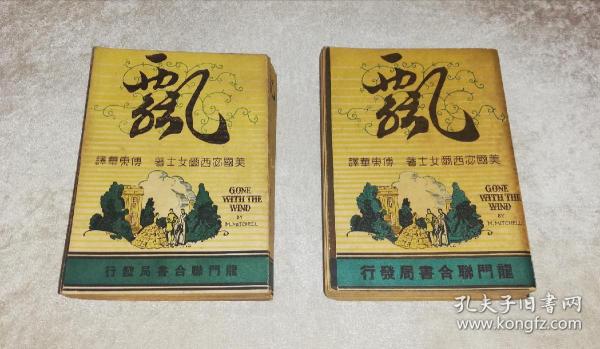 飄
譯華東傅 著士女爾西宓國美
GONE
WITH THE
WIND
BY
M. MITCHELL
行發局書合聯門龍
飄
譯華東傅 著士女爾西宓國美
GONE
WITH THE
WIND
BY
M. MITCHELL
行發局書合聯門龍
孔夫子旧书网
www.kongfz.com